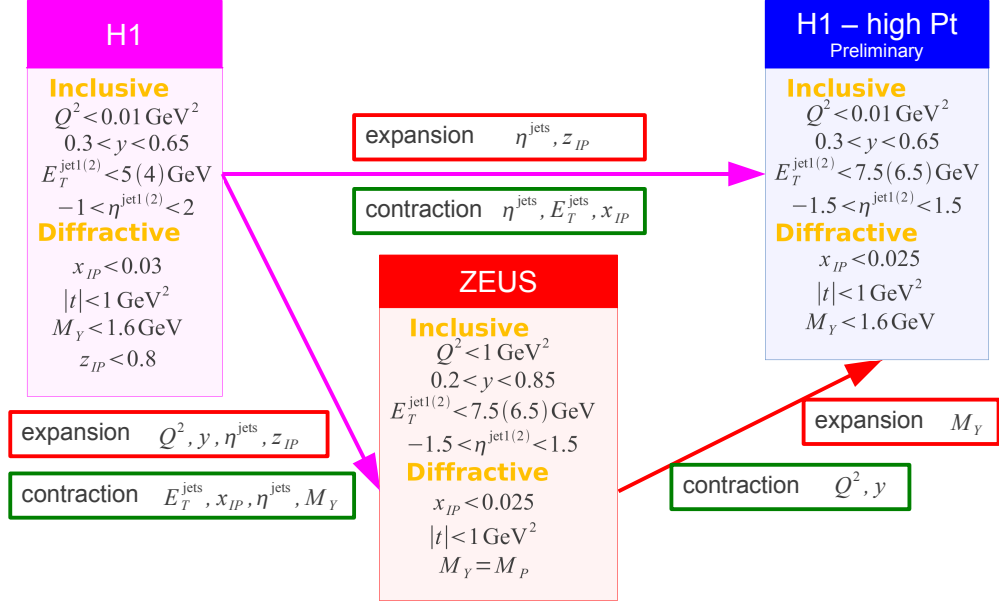 H1
Inclusive
Q² < 0.01 GeV²
0.3 < y < 0.65
E_T^jet1(2) < 5(4) GeV
−1 < η^jet1(2) < 2
Diffractive
x_IP < 0.03
|t| < 1 GeV²
M_Y < 1.6 GeV
z_IP < 0.8
expansion η^jets, z_IP
contraction η^jets, E_T^jets, x_IP
H1 – high Pt
Preliminary
Inclusive
Q² < 0.01 GeV²
0.3 < y < 0.65
E_T^jet1(2) < 7.5(6.5) GeV
−1.5 < η^jet1(2) < 1.5
Diffractive
x_IP < 0.025
|t| < 1 GeV²
M_Y < 1.6 GeV
ZEUS
Inclusive
Q² < 1 GeV²
0.2 < y < 0.85
E_T^jet1(2) < 7.5(6.5) GeV
−1.5 < η^jet1(2) < 1.5
Diffractive
x_IP < 0.025
|t| < 1 GeV²
M_Y = M_P
expansion Q², y, η^jets, z_IP
contraction E_T^jets, x_IP, η^jets, M_Y
expansion M_Y
contraction Q², y